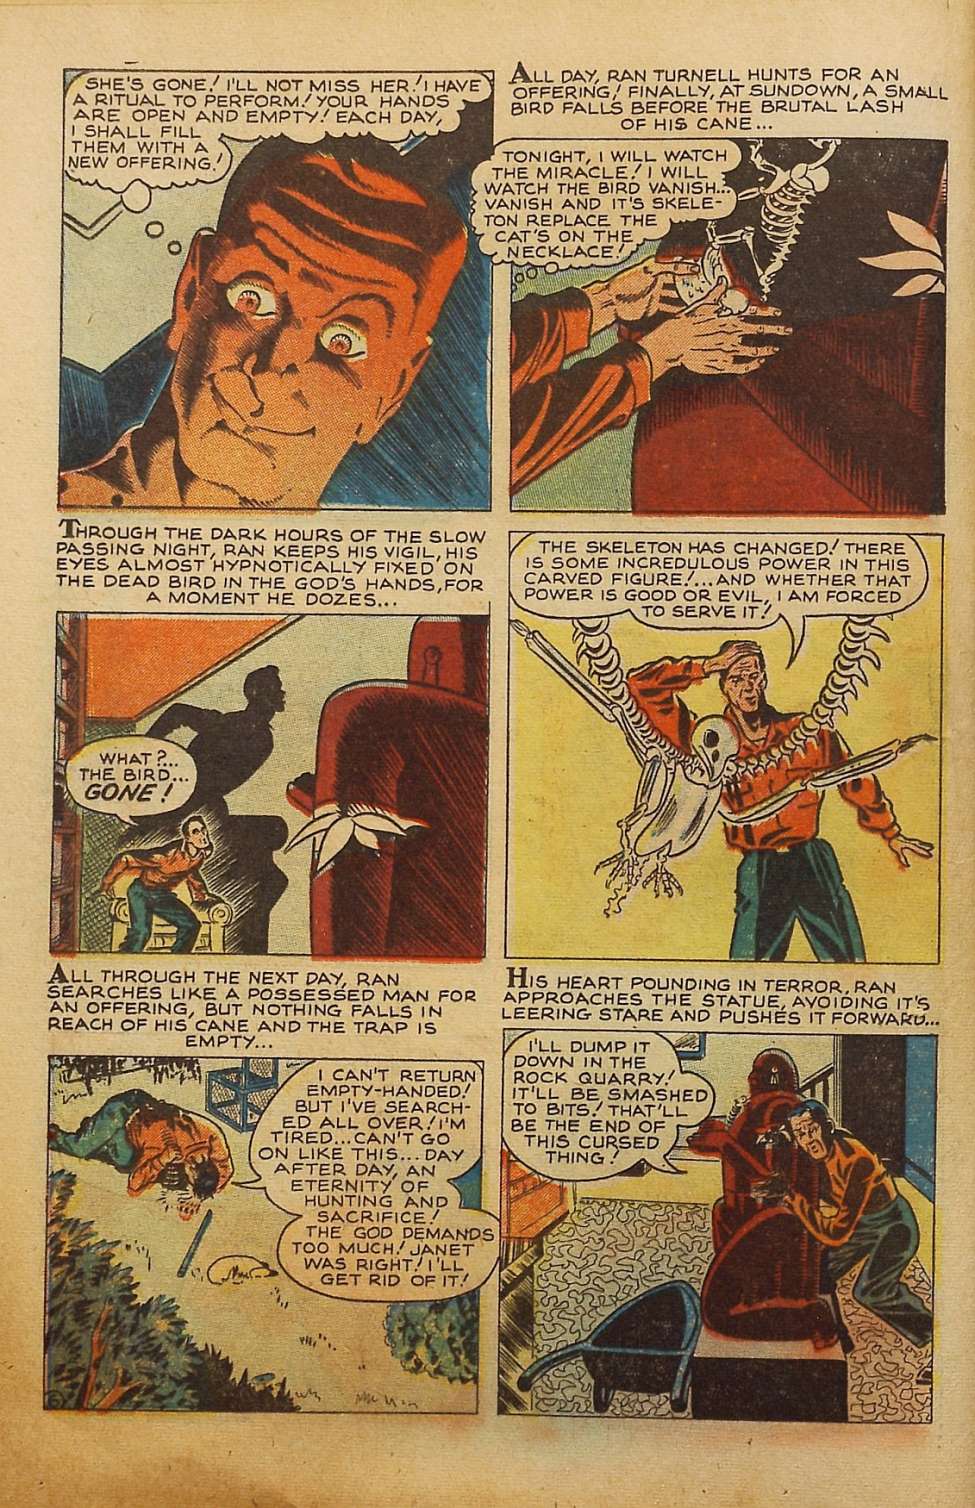 SHE'S GONE! I'LL NOT MISS HER! I HAVE
A RITUAL TO PERFORM! YOUR HANDS
ARE OPEN AND EMPTY! EACH DAY,
I SHALL FILL
THEM WITH A
NEW OFFERING!
ALL DAY, RAN TURNELL HUNTS FOR AN
OFFERING! FINALLY, AT SUNDOWN, A SMALL
BIRD FALLS BEFORE THE BRUTAL LASH
OF HIS CANE...
TONIGHT, I WILL WATCH
THE MIRACLE! I WILL
WATCH THE BIRD VANISH...
VANISH AND IT'S SKELE-
TON REPLACE THE
CAT'S ON THE
NECKLACE!
THROUGH THE DARK HOURS OF THE SLOW
PASSING NIGHT, RAN KEEPS HIS VIGIL, HIS
EYES ALMOST HYPNOTICALLY FIXED ON
THE DEAD BIRD IN THE GOD'S HANDS, FOR
A MOMENT HE DOZES...
WHAT?...
THE BIRD...
GONE!
THE SKELETON HAS CHANGED! THERE
IS SOME INCREDULOUS POWER IN THIS
CARVED FIGURE!...AND WHETHER THAT
POWER IS GOOD OR EVIL, I AM FORCED
TO SERVE IT!
ALL THROUGH THE NEXT DAY, RAN
SEARCHES LIKE A POSSESSED MAN FOR
AN OFFERING, BUT NOTHING FALLS IN
REACH OF HIS CANE AND THE TRAP IS
EMPTY...
I CAN'T RETURN
EMPTY-HANDED!
BUT I'VE SEARCH-
ED ALL OVER! I'M
TIRED...CAN'T GO
ON LIKE THIS...DAY
AFTER DAY, AN
ETERNITY OF
HUNTING AND
SACRIFICE!
THE GOD DEMANDS
TOO MUCH! JANET
WAS RIGHT! I'LL
GET RID OF IT!
HIS HEART POUNDING IN TERROR, RAN
APPROACHES THE STATUE, AVOIDING IT'S
LEERING STARE AND PUSHES IT FORWARD...
I'LL DUMP IT
DOWN IN THE
ROCK QUARRY!
IT'LL BE SMASHED
TO BITS! THAT'LL
BE THE END OF
THIS CURSED
THING!